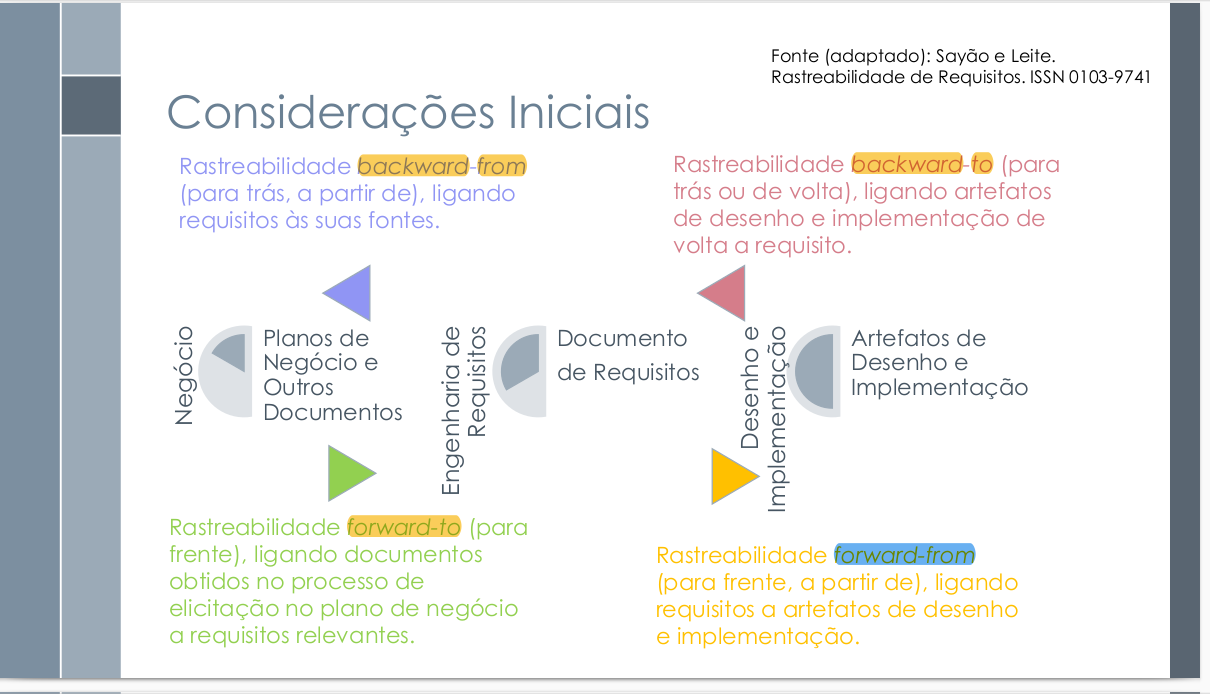 Fonte (adaptado): Sayão e Leite.
Rastreabilidade de Requisitos. ISSN 0103-9741
Considerações Iniciais
Rastreabilidade backward-from
(para trás, a partir de), ligando
requisitos às suas fontes.
Rastreabilidade backward-to (para
trás ou de volta), ligando artefatos
de desenho e implementação de
volta a requisito.
Negócio
Planos de
Negócio e
Outros
Documentos
Engenharia de
Requisitos
Documento
de Requisitos
Desenho e
Implementação
Artefatos de
Desenho e
Implementação
Rastreabilidade forward-to (para
frente), ligando documentos
obtidos no processo de
elicitação no plano de negócio
a requisitos relevantes.
Rastreabilidade forward-from
(para frente, a partir de), ligando
requisitos a artefatos de desenho
e implementação.